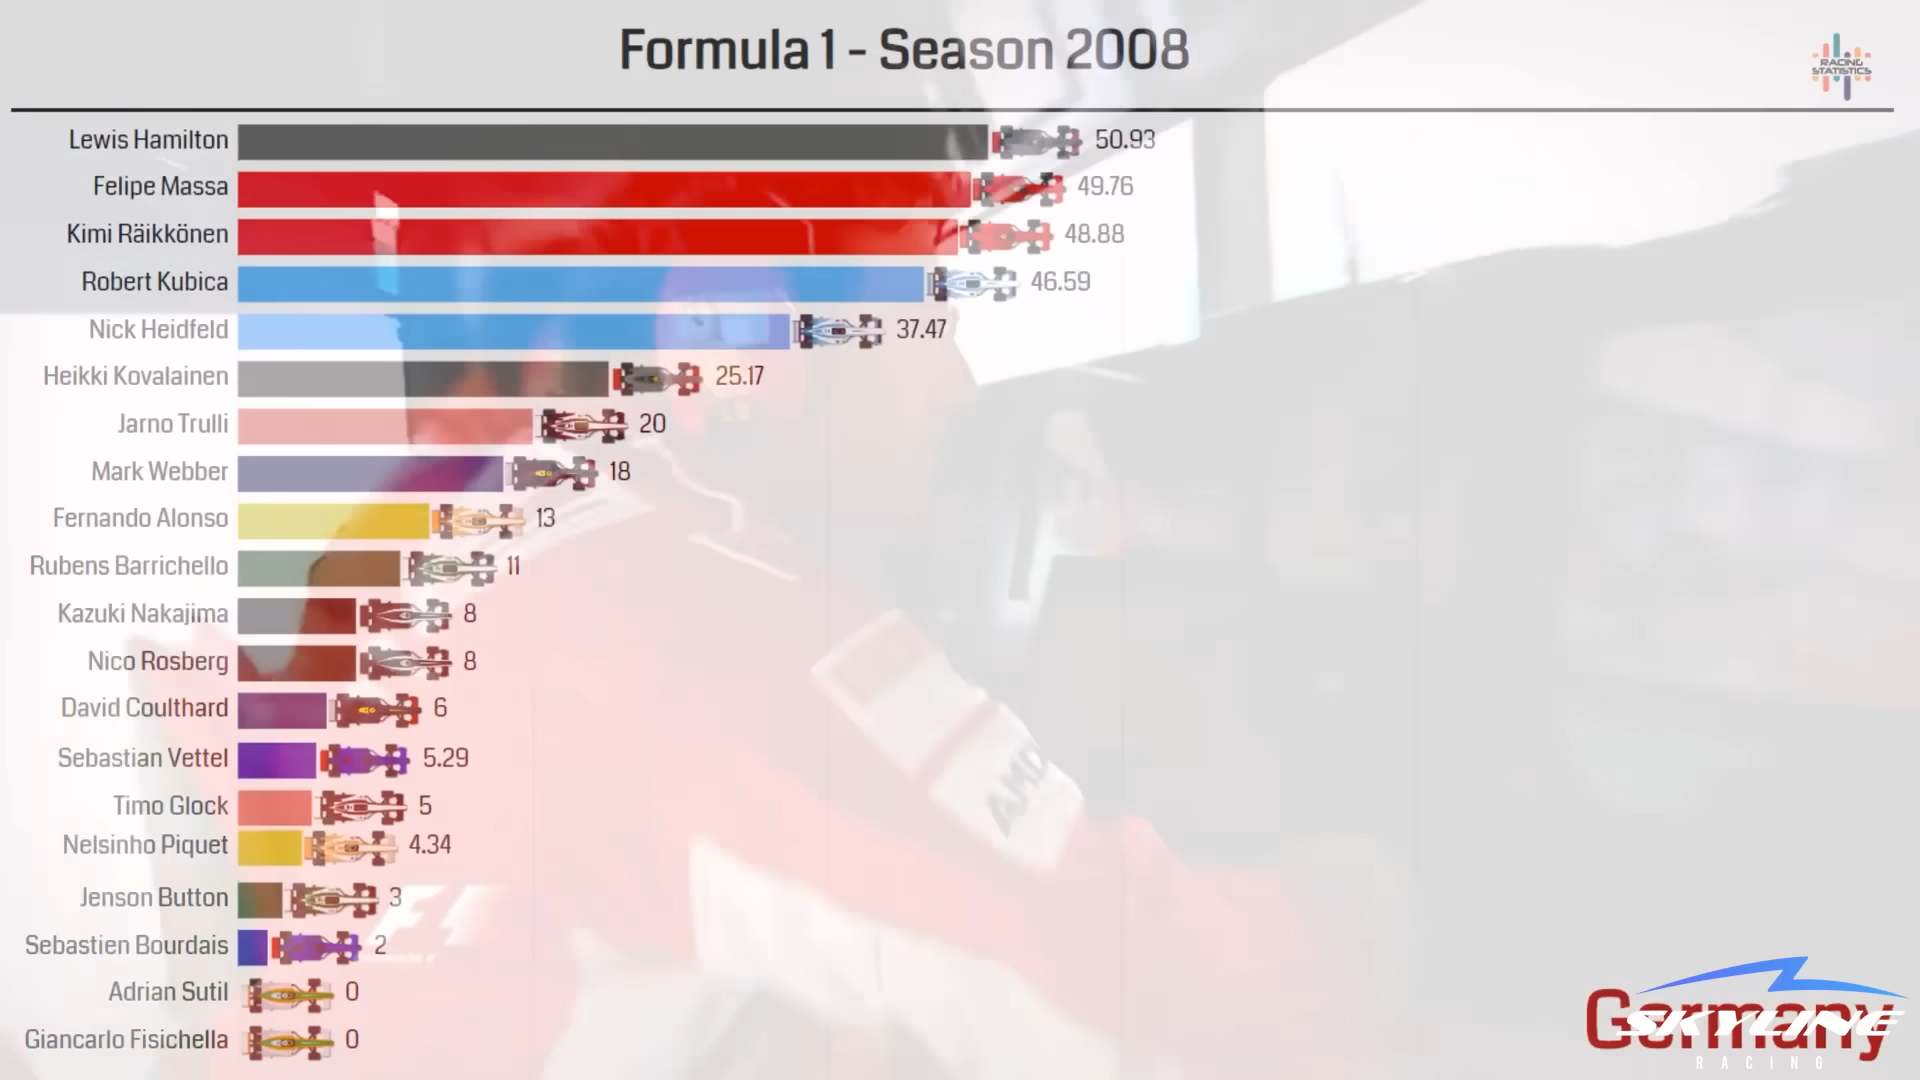 Formula 1 - Season 2008
RACING
STATISTICS
Lewis Hamilton 50.93
Felipe Massa 49.76
Kimi Räikkönen 48.88
Robert Kubica 46.59
Nick Heidfeld 37.47
Heikki Kovalainen 25.17
Jarno Trulli 20
Mark Webber 18
Fernando Alonso 13
Rubens Barrichello 11
Kazuki Nakajima 8
Nico Rosberg 8
David Coulthard 6
Sebastian Vettel 5.29
Timo Glock 5
Nelsinho Piquet 4.34
Jenson Button 3
Sebastien Bourdais 2
Adrian Sutil 0
Giancarlo Fisichella 0
AMD
F1
Germany
SKYLINE
RACING